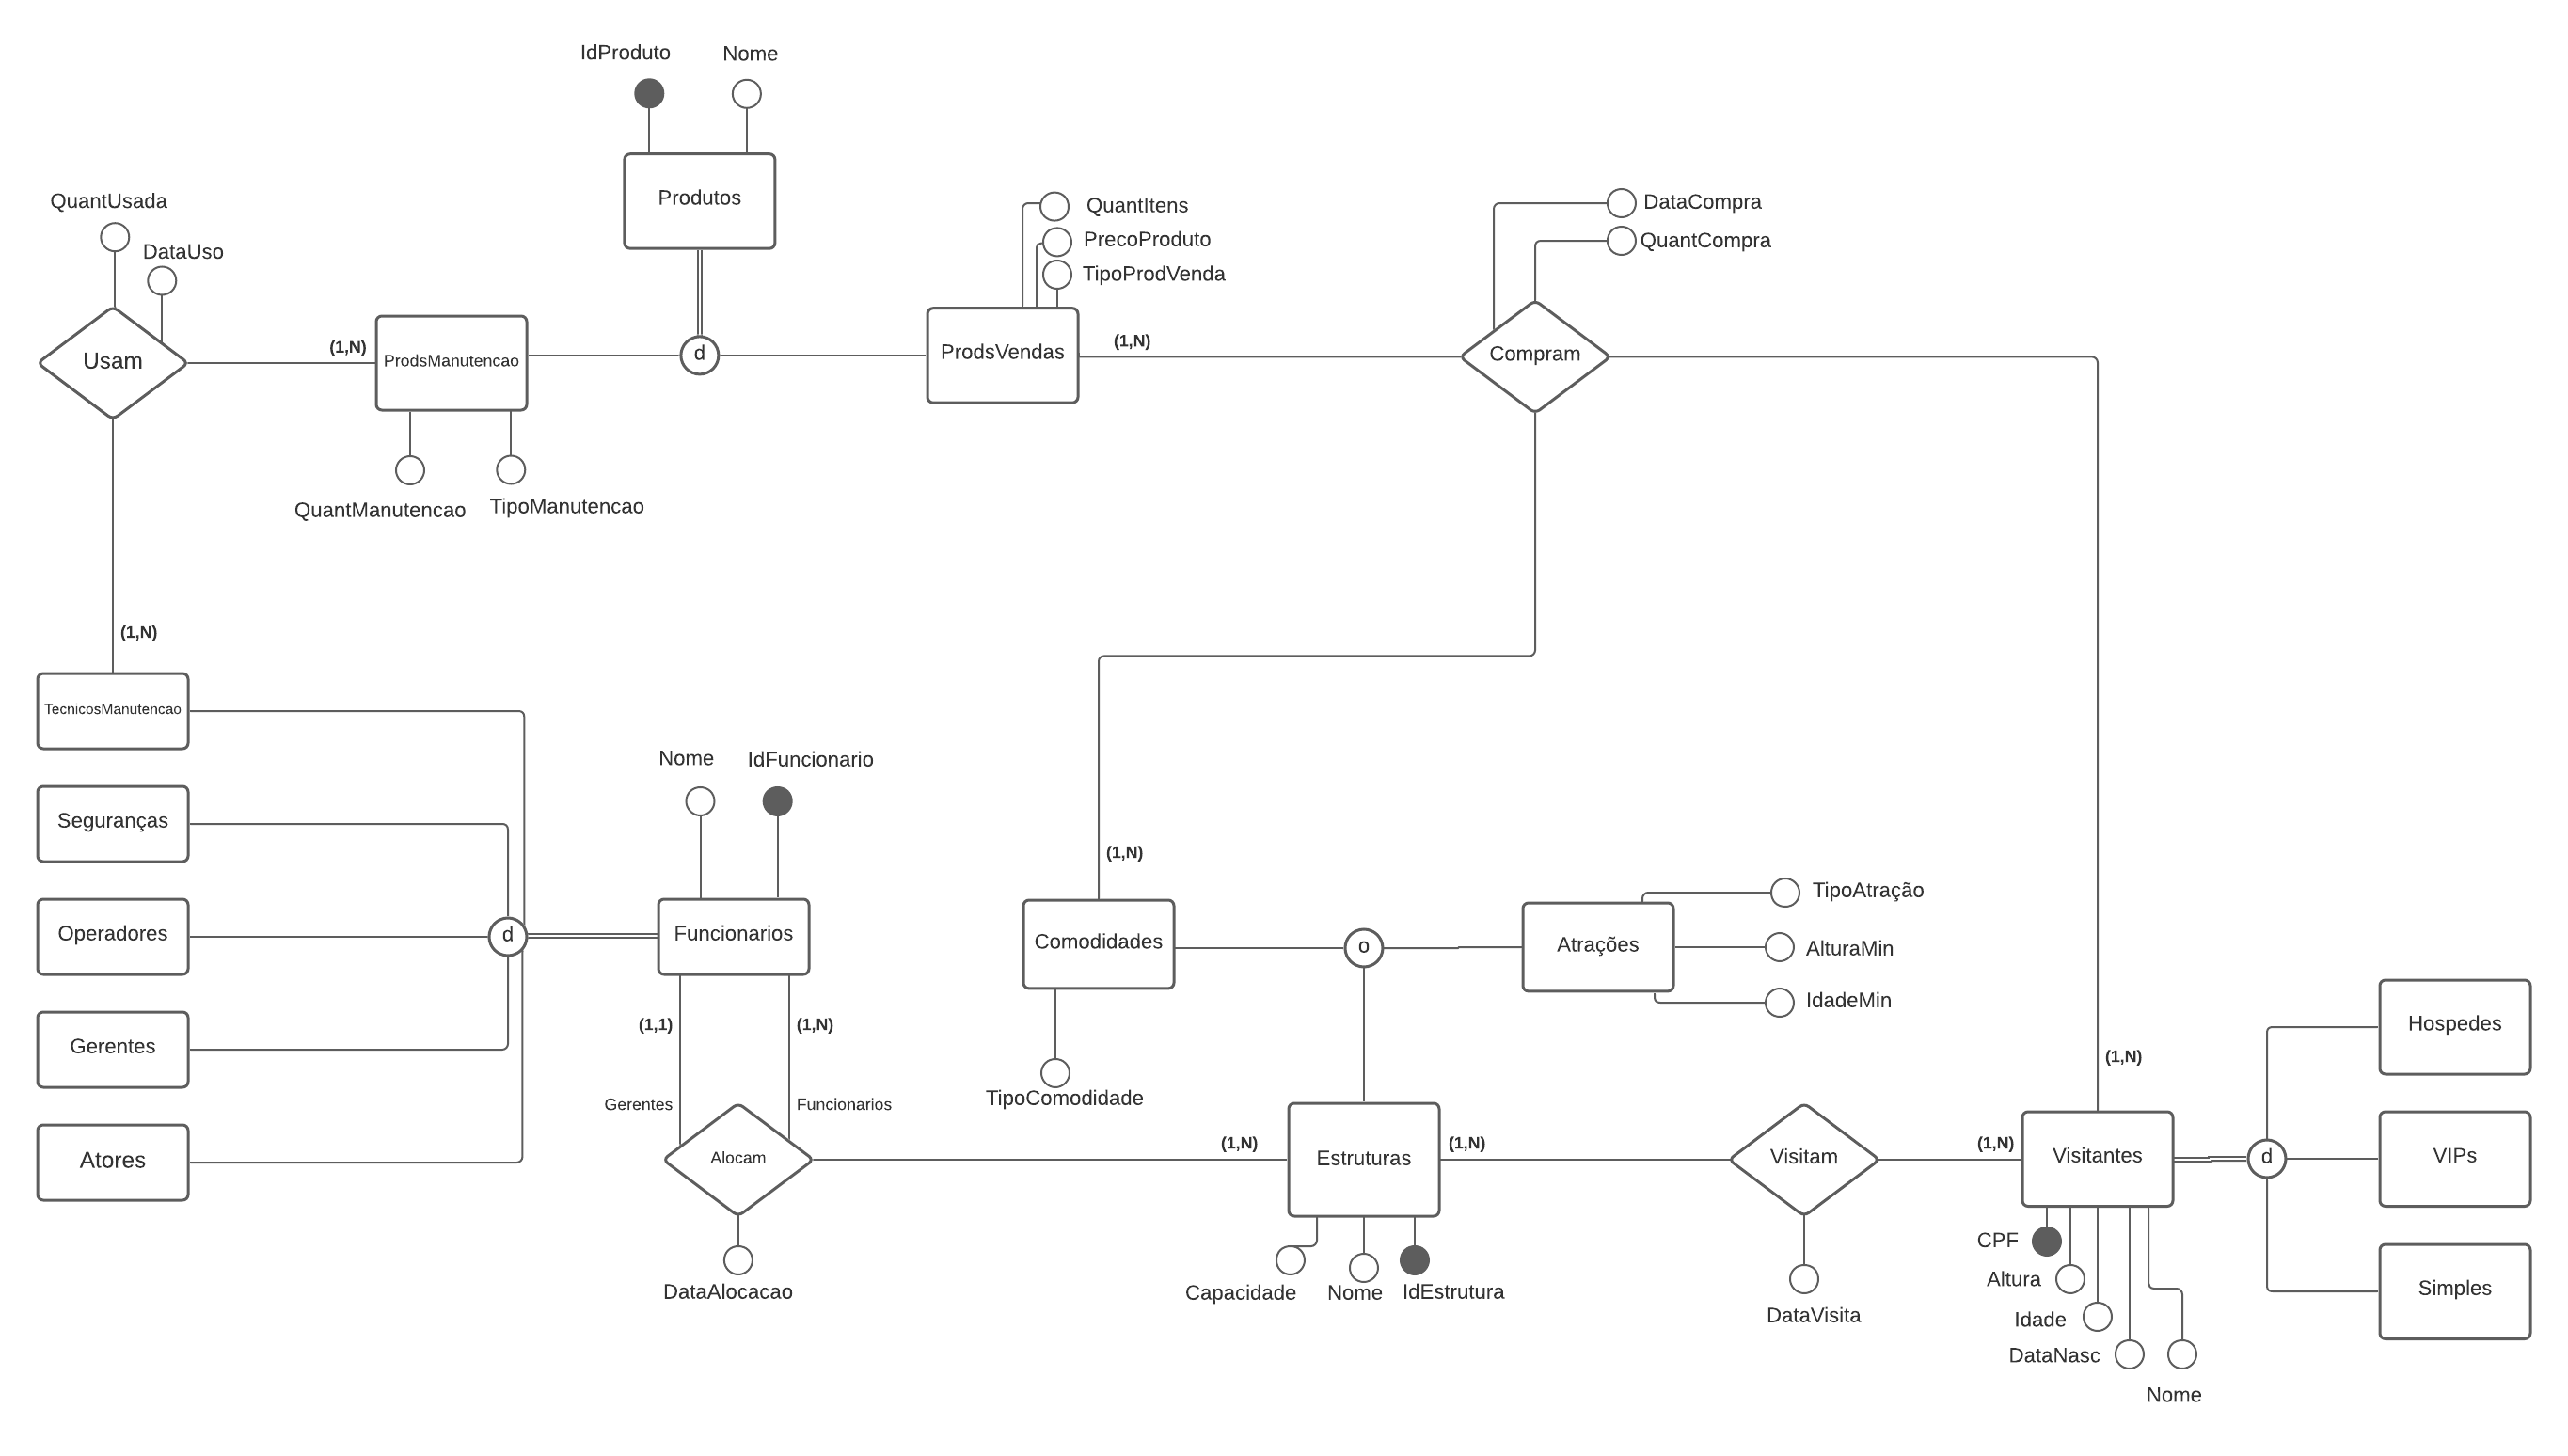 IdProduto
Nome
Produtos
QuantUsada
DataUso
QuantItens
PrecoProduto
TipoProdVenda
DataCompra
QuantCompra
Usam
(1,N)
ProdsManutencao
d
ProdsVendas
(1,N)
Compram
QuantManutencao
TipoManutencao
(1,N)
TecnicosManutencao
Seguranças
Operadores
Gerentes
Atores
d
Nome
IdFuncionario
Funcionarios
(1,1)
(1,N)
Gerentes
Funcionarios
Alocam
DataAlocacao
(1,N)
Comodidades
TipoComodidade
o
Atrações
TipoAtração
AlturaMin
IdadeMin
(1,N)
Estruturas
(1,N)
Capacidade
Nome
IdEstrutura
Visitam
DataVisita
(1,N)
(1,N)
Visitantes
CPF
Altura
Idade
DataNasc
Nome
d
Hospedes
VIPs
Simples